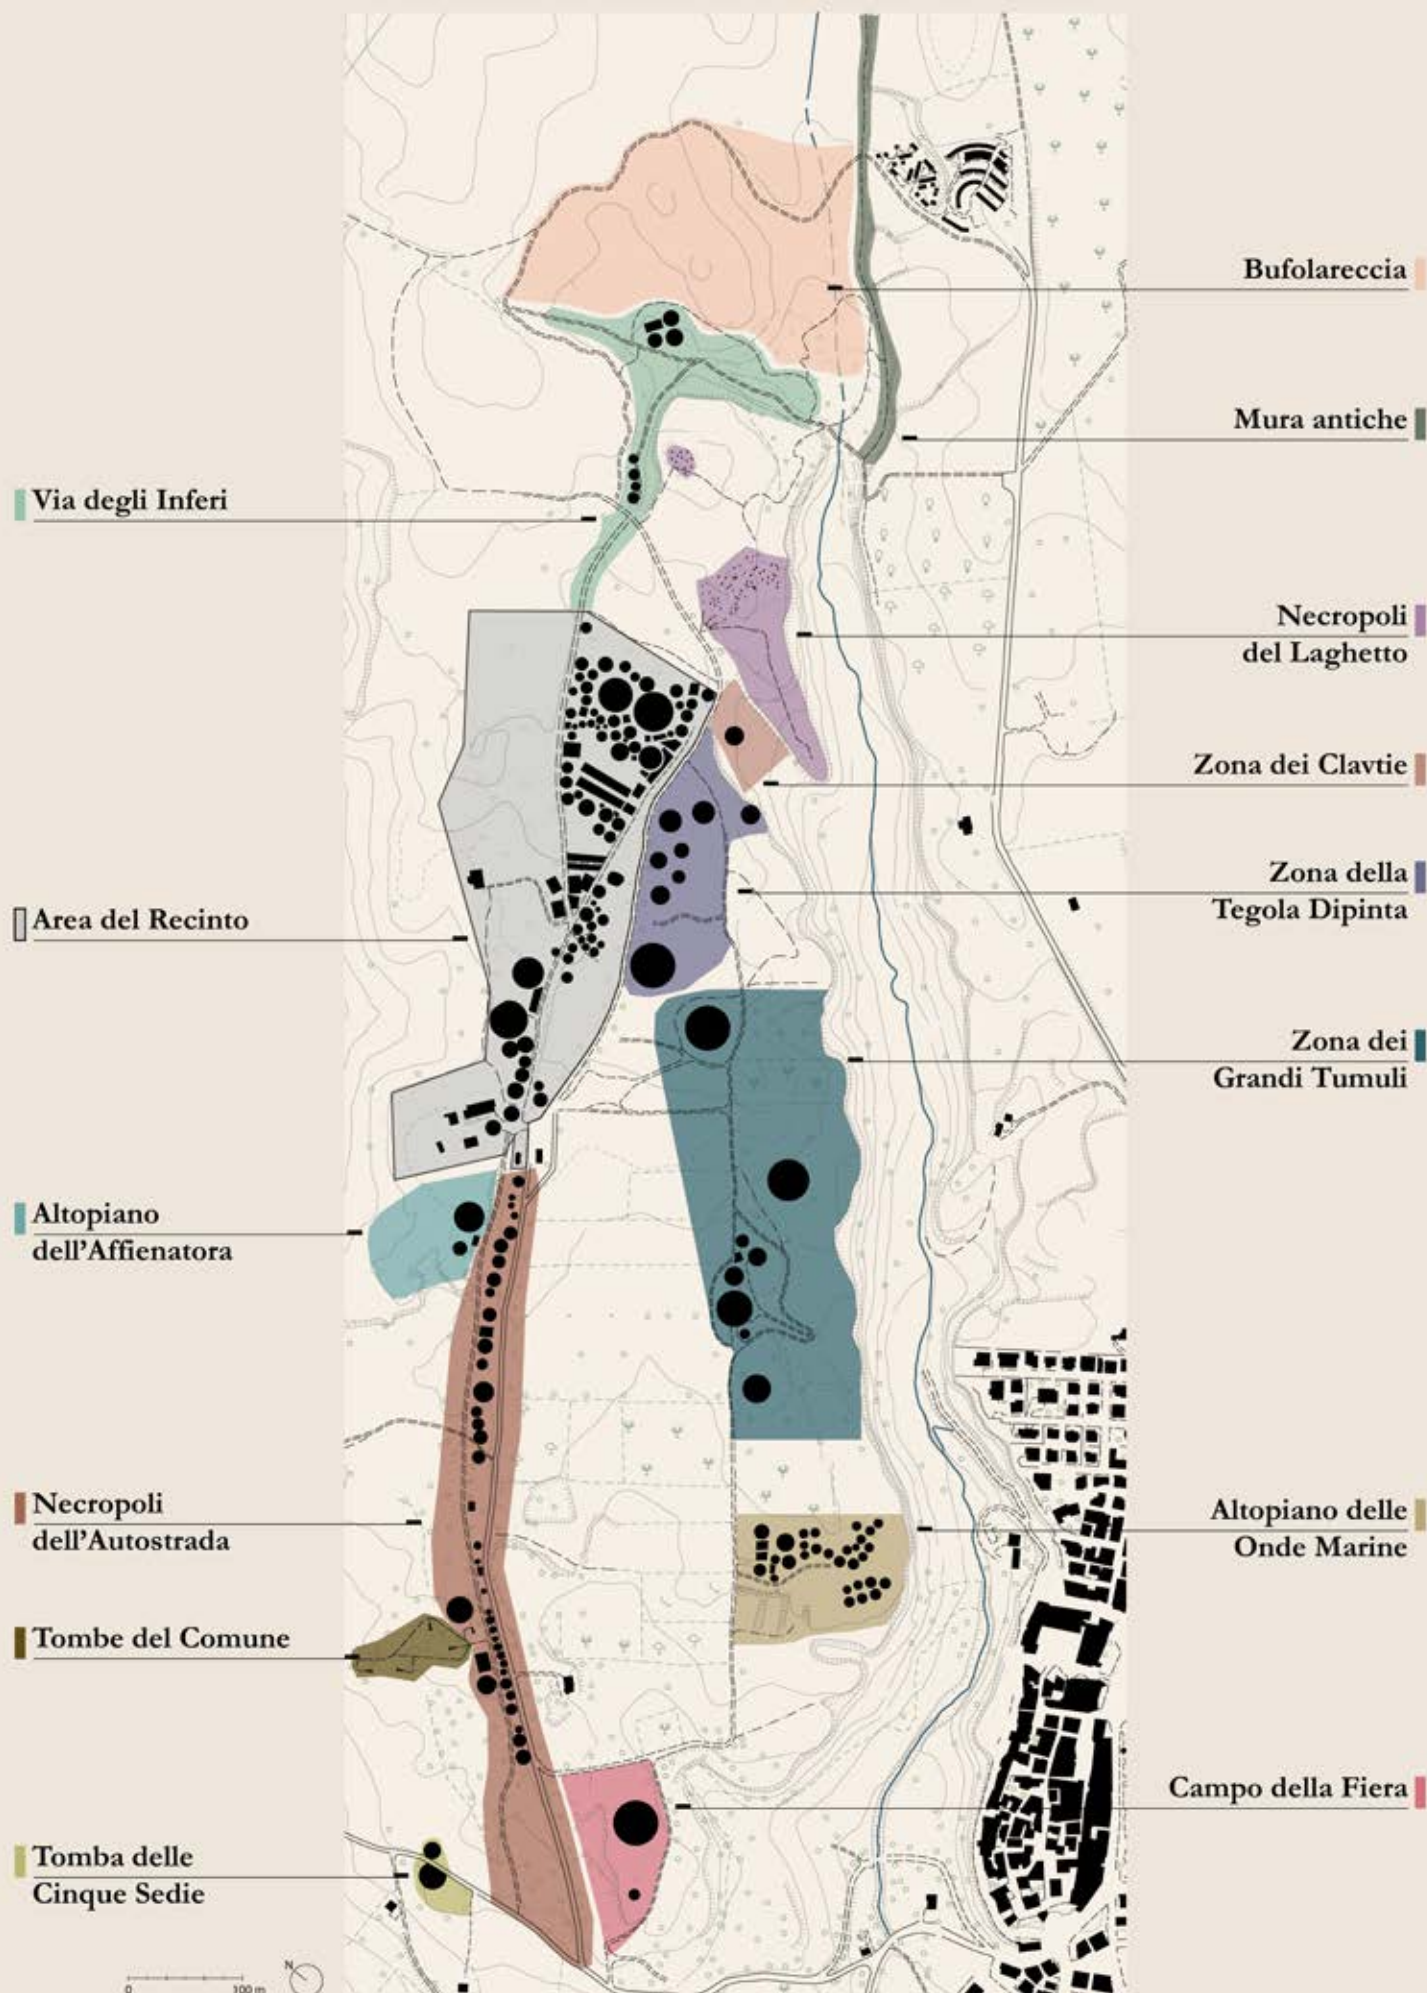 Bufolareccia
Mura antiche
Via degli Inferi
Necropoli
del Laghetto
Zona dei Clavtie
Zona della
Tegola Dipinta
Area del Recinto
Zona dei
Grandi Tumuli
Altopiano
dell'Affienatora
Necropoli
dell'Autostrada
Altopiano delle
Onde Marine
Tombe del Comune
Campo della Fiera
Tomba delle
Cinque Sedie
N
0 100 m